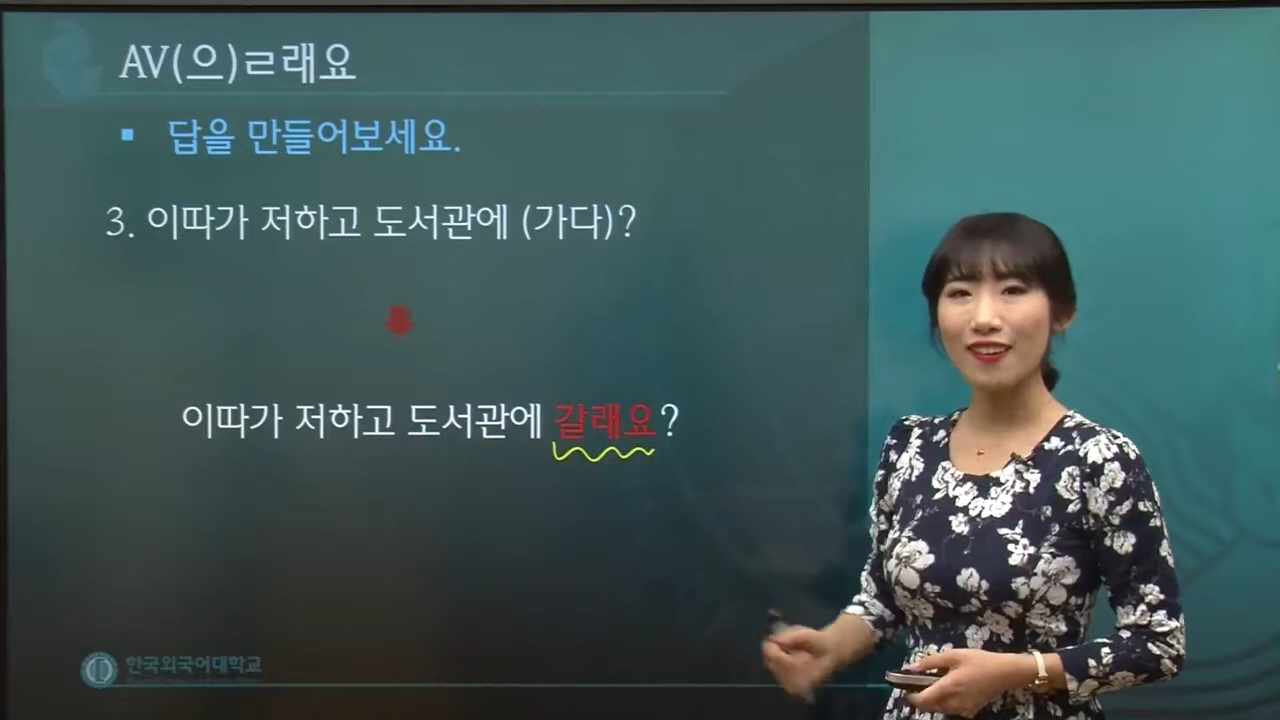 AV(으)ㄹ래요
▪ 답을 만들어보세요.
3. 이따가 저하고 도서관에 (가다)?
이따가 저하고 도서관에 갈래요?
한국외국어대학교